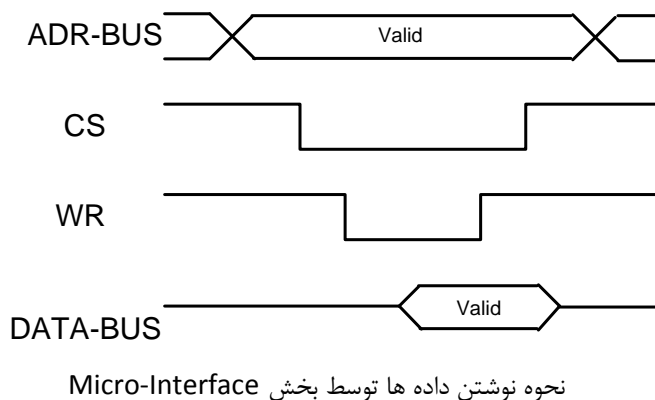 ADR-BUS
Valid
CS
WR
DATA-BUS
Valid
نحوه نوشتن داده ها توسط بخش Micro-Interface